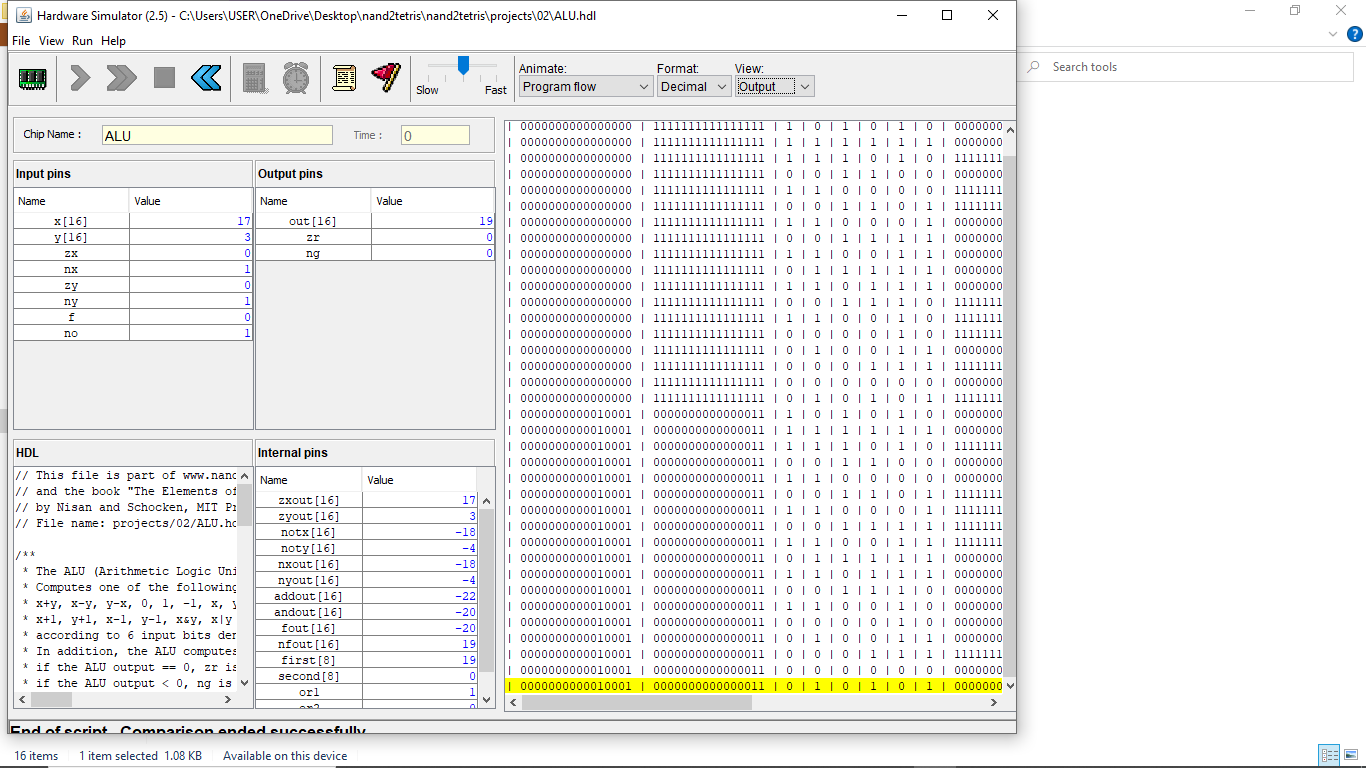 Hardware Simulator (2.5) - C:\Users\USER\OneDrive\Desktop\nand2tetris\nand2tetris\projects\02\ALU.hdl
File View Run Help
Slow Fast
Animate: Format: View:
Program flow Decimal Output
Search tools
Chip Name : ALU Time : 0
Input pins
Name Value
x[16] 17
y[16] 3
zx 0
nx 1
zy 0
ny 1
f 0
no 1
Output pins
Name Value
out[16] 19
zr 0
ng 0
HDL
// This file is part of www.nand
// and the book "The Elements of
// by Nisan and Schocken, MIT Pr
// File name: projects/02/ALU.hd
/**
* The ALU (Arithmetic Logic Uni
* Computes one of the following
* x+y, x-y, y-x, 0, 1, -1, x, y
* x+1, y+1, x-1, y-1, x&y, x|y
* according to 6 input bits den
* In addition, the ALU computes
* if the ALU output == 0, zr is
* if the ALU output < 0, ng is
Internal pins
Name Value
zxout[16] 17
zyout[16] 3
notx[16] -18
noty[16] -4
nxout[16] -18
nyout[16] -4
addout[16] -22
andout[16] -20
fout[16] -20
nfout[16] 19
first[8] 19
second[8] 0
or1 1
or2 0
| 0000000000000000 | 1111111111111111 | 1 | 0 | 1 | 0 | 1 | 0 | 0000000
| 0000000000000000 | 1111111111111111 | 1 | 1 | 1 | 1 | 1 | 1 | 0000000
| 0000000000000000 | 1111111111111111 | 1 | 1 | 1 | 0 | 1 | 0 | 1111111
| 0000000000000000 | 1111111111111111 | 0 | 0 | 1 | 1 | 0 | 0 | 0000000
| 0000000000000000 | 1111111111111111 | 1 | 1 | 0 | 0 | 0 | 0 | 1111111
| 0000000000000000 | 1111111111111111 | 0 | 0 | 1 | 1 | 0 | 1 | 1111111
| 0000000000000000 | 1111111111111111 | 1 | 1 | 0 | 0 | 0 | 1 | 0000000
| 0000000000000000 | 1111111111111111 | 0 | 0 | 1 | 1 | 1 | 1 | 0000000
| 0000000000000000 | 1111111111111111 | 1 | 1 | 0 | 0 | 1 | 1 | 0000000
| 0000000000000000 | 1111111111111111 | 0 | 1 | 1 | 1 | 1 | 1 | 0000000
| 0000000000000000 | 1111111111111111 | 1 | 1 | 0 | 1 | 1 | 1 | 0000000
| 0000000000000000 | 1111111111111111 | 0 | 0 | 1 | 1 | 1 | 0 | 1111111
| 0000000000000000 | 1111111111111111 | 1 | 1 | 0 | 0 | 1 | 0 | 1111111
| 0000000000000000 | 1111111111111111 | 0 | 0 | 0 | 0 | 1 | 0 | 1111111
| 0000000000000000 | 1111111111111111 | 0 | 1 | 0 | 0 | 1 | 1 | 0000000
| 0000000000000000 | 1111111111111111 | 0 | 0 | 0 | 1 | 1 | 1 | 1111111
| 0000000000000000 | 1111111111111111 | 0 | 0 | 0 | 0 | 0 | 0 | 0000000
| 0000000000000000 | 1111111111111111 | 0 | 1 | 0 | 1 | 0 | 1 | 1111111
| 0000000000010001 | 0000000000000011 | 1 | 0 | 1 | 0 | 1 | 0 | 0000000
| 0000000000010001 | 0000000000000011 | 1 | 1 | 1 | 1 | 1 | 1 | 0000000
| 0000000000010001 | 0000000000000011 | 1 | 1 | 1 | 0 | 1 | 0 | 1111111
| 0000000000010001 | 0000000000000011 | 0 | 0 | 1 | 1 | 0 | 0 | 0000000
| 0000000000010001 | 0000000000000011 | 1 | 1 | 0 | 0 | 0 | 0 | 0000000
| 0000000000010001 | 0000000000000011 | 0 | 0 | 1 | 1 | 0 | 1 | 1111111
| 0000000000010001 | 0000000000000011 | 1 | 1 | 0 | 0 | 0 | 1 | 1111111
| 0000000000010001 | 0000000000000011 | 0 | 0 | 1 | 1 | 1 | 1 | 1111111
| 0000000000010001 | 0000000000000011 | 1 | 1 | 0 | 0 | 1 | 1 | 1111111
| 0000000000010001 | 0000000000000011 | 0 | 1 | 1 | 1 | 1 | 1 | 0000000
| 0000000000010001 | 0000000000000011 | 1 | 1 | 0 | 1 | 1 | 1 | 0000000
| 0000000000010001 | 0000000000000011 | 0 | 0 | 1 | 1 | 1 | 0 | 0000000
| 0000000000010001 | 0000000000000011 | 1 | 1 | 0 | 0 | 1 | 0 | 0000000
| 0000000000010001 | 0000000000000011 | 0 | 0 | 0 | 0 | 1 | 0 | 0000000
| 0000000000010001 | 0000000000000011 | 0 | 1 | 0 | 0 | 1 | 1 | 0000000
| 0000000000010001 | 0000000000000011 | 0 | 0 | 0 | 1 | 1 | 1 | 1111111
| 0000000000010001 | 0000000000000011 | 0 | 0 | 0 | 0 | 0 | 0 | 0000000
| 0000000000010001 | 0000000000000011 | 0 | 1 | 0 | 1 | 0 | 1 | 0000000
End of script - Comparison ended successfully
16 items 1 item selected 1.08 KB Available on this device